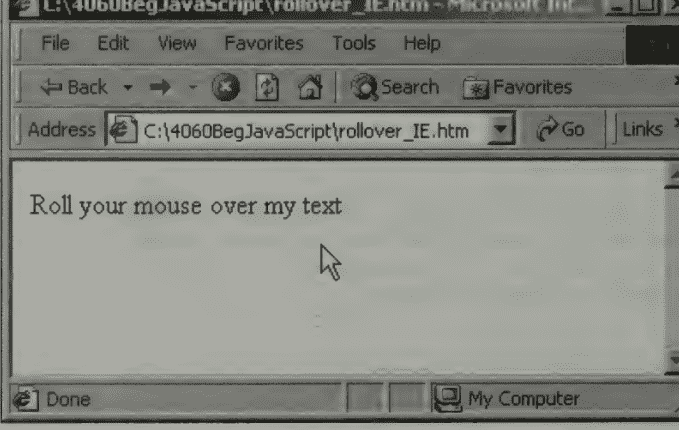 C:\4060BegJavaScript\rollover_IE.htm - Microsoft Int...
File Edit View Favorites Tools Help
Back Search Favorites
Address C:\4060BegJavaScript\rollover_IE.htm Go Links
Roll your mouse over my text
Done My Computer